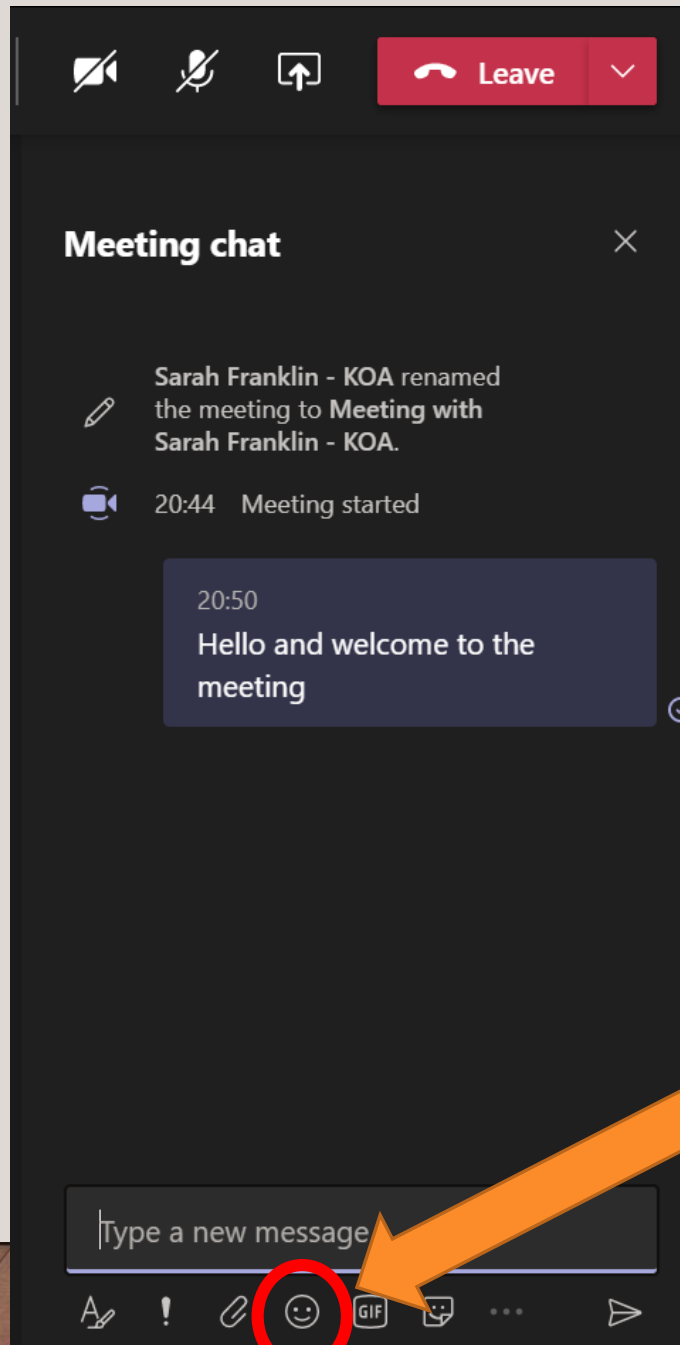 Leave
Meeting chat
Sarah Franklin - KOA renamed
the meeting to Meeting with
Sarah Franklin - KOA.
20:44 Meeting started
20:50
Hello and welcome to the
meeting
Type a new message
GIF